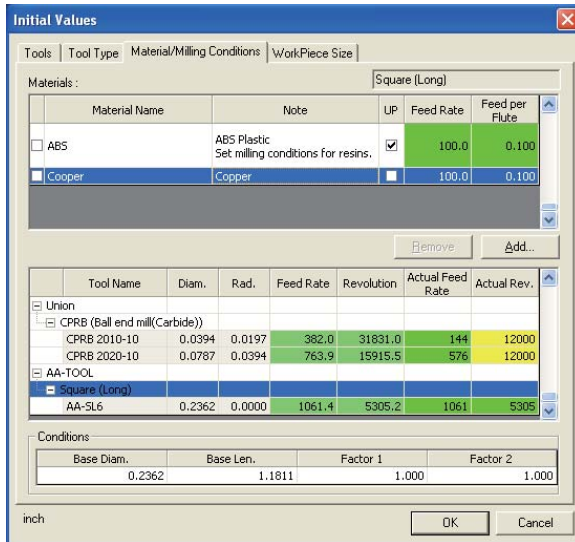 Initial Values
Tools Tool Type Material/Milling Conditions WorkPiece Size
Materials : Square (Long)
Material Name Note UP Feed Rate Feed per Flute
ABS ABS Plastic 100.0 0.100
Set milling conditions for resins.
Cooper Copper 100.0 0.100
Remove Add...
Tool Name Diam. Rad. Feed Rate Revolution Actual Feed Rate Actual Rev.
Union
CPRB (Ball end mill(Carbide))
CPRB 2010-10 0.0394 0.0197 382.0 31831.0 144 12000
CPRB 2020-10 0.0787 0.0394 763.9 15915.5 576 12000
AA-TOOL
Square (Long)
AA-SL6 0.2362 0.0000 1061.4 5305.2 1061 5305
Conditions
Base Diam. Base Len. Factor 1 Factor 2
0.2362 1.1811 1.000 1.000
inch OK Cancel